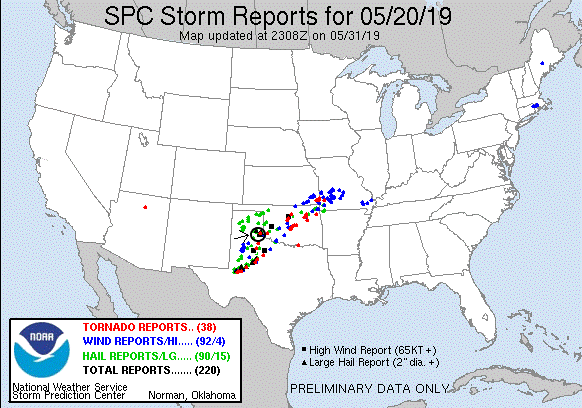 SPC Storm Reports for 05/20/19
Map updated at 2308Z on 05/31/19
NOAA
TORNADO REPORTS.. (38)
WIND REPORTS/HI..... (92/4)
HAIL REPORTS/LG..... (90/15)
TOTAL REPORTS....... (220)
National Weather Service
Storm Prediction Center Norman, Oklahoma
High Wind Report (65KT +)
Large Hail Report (2" dia. +)
PRELIMINARY DATA ONLY